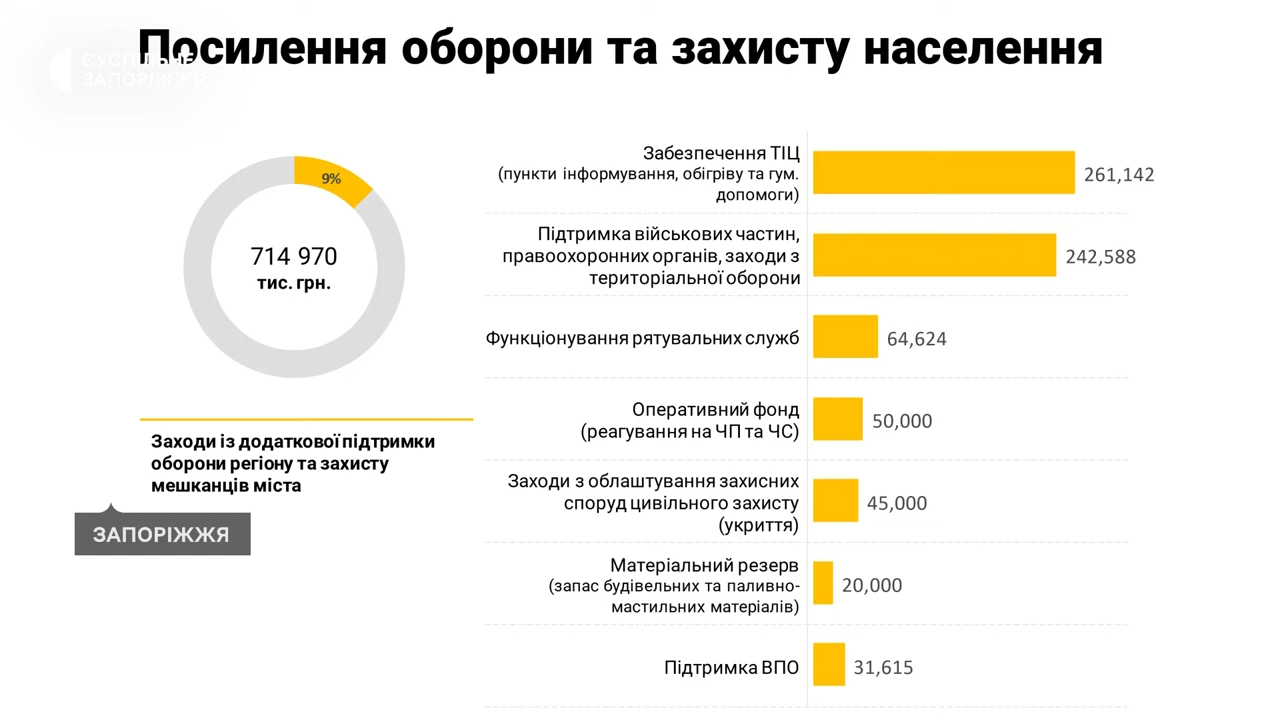 Посилення оборони та захисту населення
СУСПІЛЬНЕ
ЗАПОРІЖЖЯ
9%
714 970
тис. грн.
Заходи із додаткової підтримки
оборони регіону та захисту
мешканців міста
ЗАПОРІЖЖЯ
Забезпечення ТІЦ
(пункти інформування, обігріву та гум.
допомоги)
261,142
Підтримка військових частин,
правоохоронних органів, заходи з
територіальної оборони
242,588
Функціонування рятувальних служб
64,624
Оперативний фонд
(реагування на ЧП та ЧС)
50,000
Заходи з облаштування захисних
споруд цивільного захисту
(укриття)
45,000
Матеріальний резерв
(запас будівельних та паливно-
мастильних матеріалів)
20,000
Підтримка ВПО
31,615